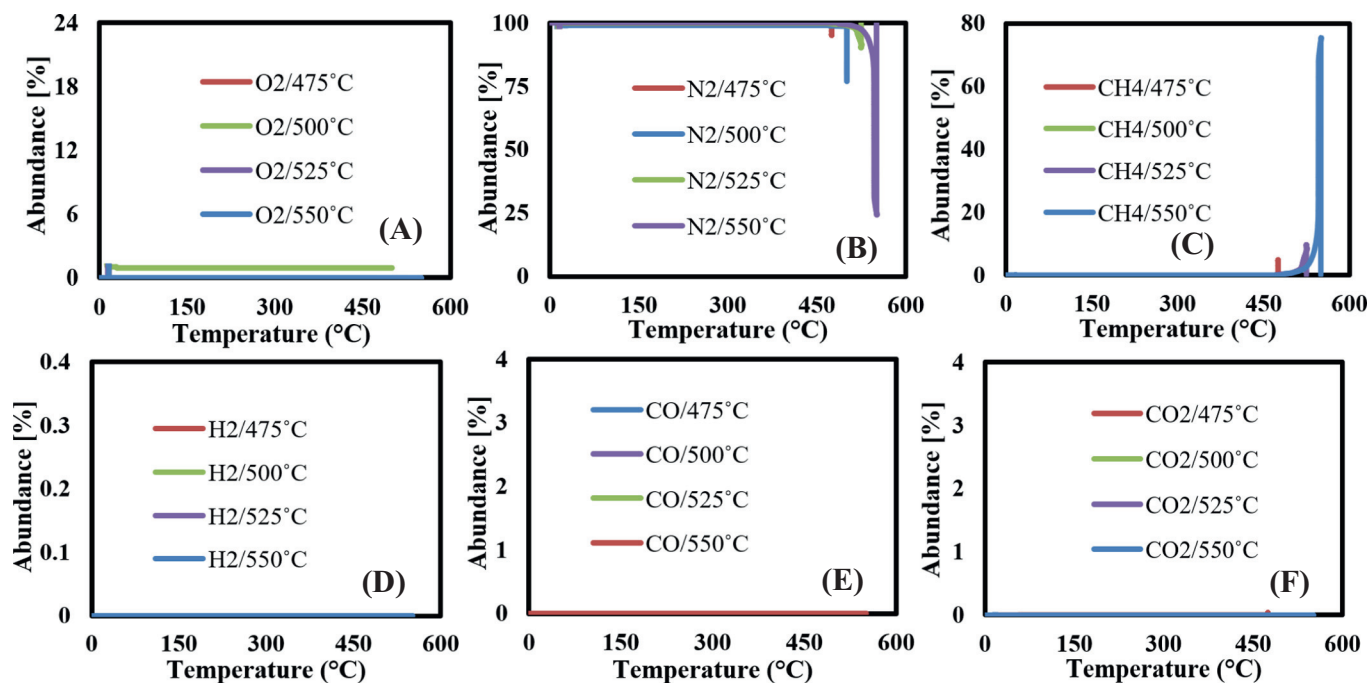 Abundance [%]
24
18
12
6
0
O2/475°C
O2/500°C
O2/525°C
O2/550°C
(A)
0 150 300 450 600
Temperature (°C)
Abundance [%]
100
75
50
25
0
N2/475°C
N2/500°C
N2/525°C
N2/550°C
(B)
0 150 300 450 600
Temperature (°C)
Abundance [%]
80
60
40
20
0
CH4/475°C
CH4/500°C
CH4/525°C
CH4/550°C
(C)
0 150 300 450 600
Temperature (°C)
Abundance [%]
0.4
0.3
0.2
0.1
0
H2/475°C
H2/500°C
H2/525°C
H2/550°C
(D)
0 150 300 450 600
Temperature (°C)
Abundance [%]
4
3
2
1
0
CO/475°C
CO/500°C
CO/525°C
CO/550°C
(E)
0 150 300 450 600
Temperature (°C)
Abundance [%]
4
3
2
1
0
CO2/475°C
CO2/500°C
CO2/525°C
CO2/550°C
(F)
0 150 300 450 600
Temperature (°C)